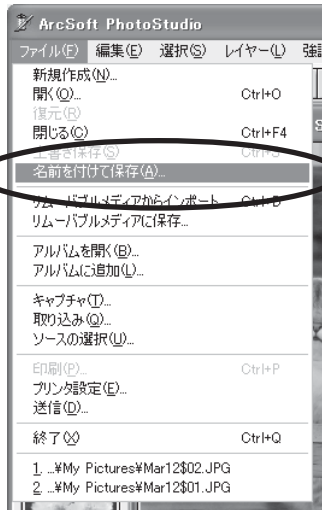 ArcSoft PhotoStudio
ファイル(F) 編集(E) 選択(S) レイヤー(L) 強
新規作成(N)...
開く(O)... Ctrl+O
復元(R)
閉じる(C) Ctrl+F4
上書き保存(S) Ctrl+S
名前を付けて保存(A)...
リムーバブルメディアからインポート... Ctrl+D
リムーバブルメディアに保存...
アルバムを開く(B)...
アルバムに追加(L)...
キャプチャ(T)...
取り込み(Q)...
ソースの選択(U)...
印刷(P)... Ctrl+P
プリンタ設定(E)...
送信(D)...
終了(X) Ctrl+Q
1. ...¥My Pictures¥Mar12$02.JPG
2. ...¥My Pictures¥Mar12$01.JPG